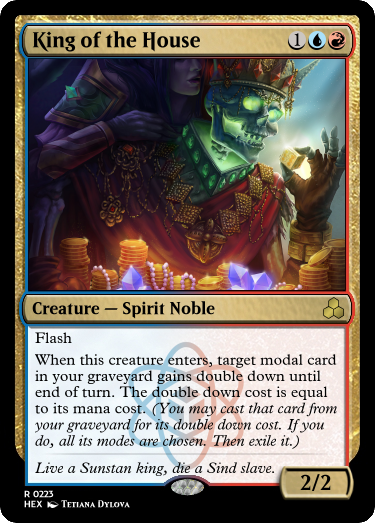 King of the House
1
Creature — Spirit Noble
Flash
When this creature enters, target modal card
in your graveyard gains double down until
end of turn. The double down cost is equal
to its mana cost. (You may cast that card from
your graveyard for its double down cost. If you
do, all its modes are chosen. Then exile it.)
Live a Sunstan king, die a Sind slave.
2/2
R 0223
HEX Tetiana Dylova